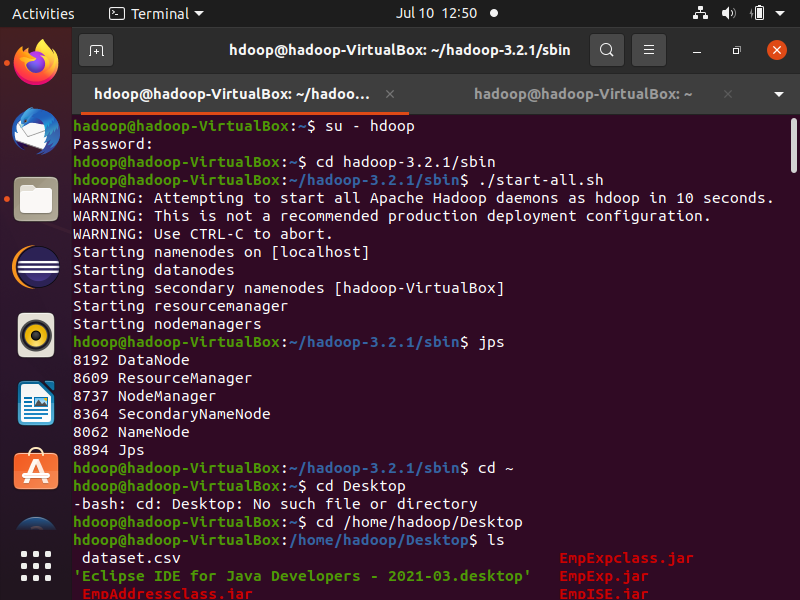 Activities Terminal Jul 10 12:50
hdoop@hadoop-VirtualBox: ~/hadoop-3.2.1/sbin
hdoop@hadoop-VirtualBox: ~/hadoo... hadoop@hadoop-VirtualBox: ~
hadoop@hadoop-VirtualBox:~$ su - hdoop
Password:
hdoop@hadoop-VirtualBox:~$ cd hadoop-3.2.1/sbin
hdoop@hadoop-VirtualBox:~/hadoop-3.2.1/sbin$ ./start-all.sh
WARNING: Attempting to start all Apache Hadoop daemons as hdoop in 10 seconds.
WARNING: This is not a recommended production deployment configuration.
WARNING: Use CTRL-C to abort.
Starting namenodes on [localhost]
Starting datanodes
Starting secondary namenodes [hadoop-VirtualBox]
Starting resourcemanager
Starting nodemanagers
hdoop@hadoop-VirtualBox:~/hadoop-3.2.1/sbin$ jps
8192 DataNode
8609 ResourceManager
8737 NodeManager
8364 SecondaryNameNode
8062 NameNode
8894 Jps
hdoop@hadoop-VirtualBox:~/hadoop-3.2.1/sbin$ cd ~
hdoop@hadoop-VirtualBox:~$ cd Desktop
-bash: cd: Desktop: No such file or directory
hdoop@hadoop-VirtualBox:~$ cd /home/hadoop/Desktop
hdoop@hadoop-VirtualBox:/home/hadoop/Desktop$ ls
dataset.csv EmpExpclass.jar
'Eclipse IDE for Java Developers - 2021-03.desktop' EmpExp.jar
EmpAddressclass.jar EmpISE.jar